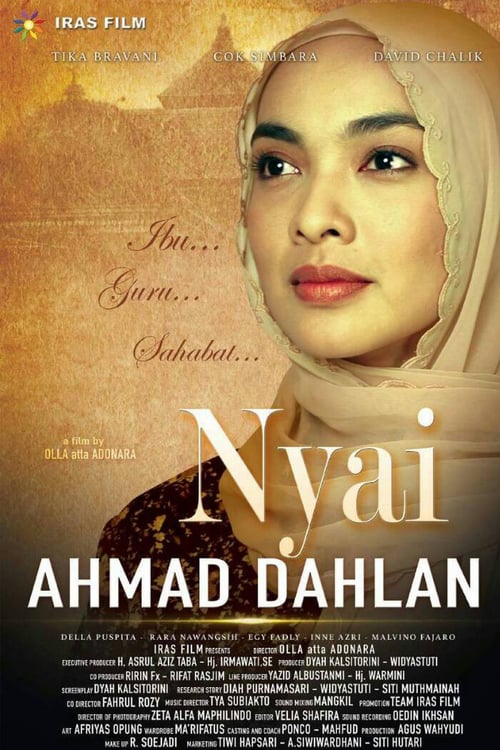 IRAS FILM
TIKA BRAVANI COK SIMBARA DAVID CHALIK
Ibu...
Guru...
Sahabat...
a film by
OLLA atta ADONARA
Nyai
AHMAD DAHLAN
DELLA PUSPITA - RARA NAWANGSIH - EGY FADLY - INNE AZRI - MALVINO FAJARO
IRAS FILM PRESENTS DIRECTOR OLLA atta ADONARA
EXECUTIVE PRODUCER H. ASRUL AZIZ TABA - Hj. IRMAWATI,SE PRODUCER DYAH KALSITORINI - WIDYASTUTI
CO PRODUCER RIRIN Fx - RIFAT RASJIM LINE PRODUCER YAZID ALBUSTANMI - Hj. WARMINI
SCREENPLAY DYAH KALSITORINI RESEARCH STORY DIAH PURNAMASARI - WIDYASTUTI - SITI MUTHMAINAH
CO DIRECTOR FAHRUL ROZY MUSIC DIRECTOR TYA SUBIAKTO SOUND MIXING MANGKIL PROMOTION TEAM IRAS FILM
DIRECTOR OF PHOTOGRAPHY ZETA ALFA MAPHILINDO EDITOR VELIA SHAFIRA SOUND RECORDING OEDIN IKHSAN
ART AFRIYAS OPUNG WARDROBE MA'RIFATUS CASTING AND COACH PONCO - MAHFUD PRODUCTION AGUS WAHYUDI
MAKE UP R. SOEJADI MARKETING TIWI HAPSARI - A.SIWIWARDHANI - SITI HUTARI